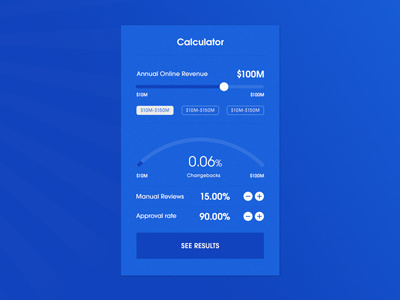 Calculator
Annual Online Revenue $100M
$10M $100M
$10M-$150M $10M-$150M $10M-$150M
0.06%
Chargebacks
$10M $100M
Manual Reviews 15.00%
Approval rate 90.00%
SEE RESULTS